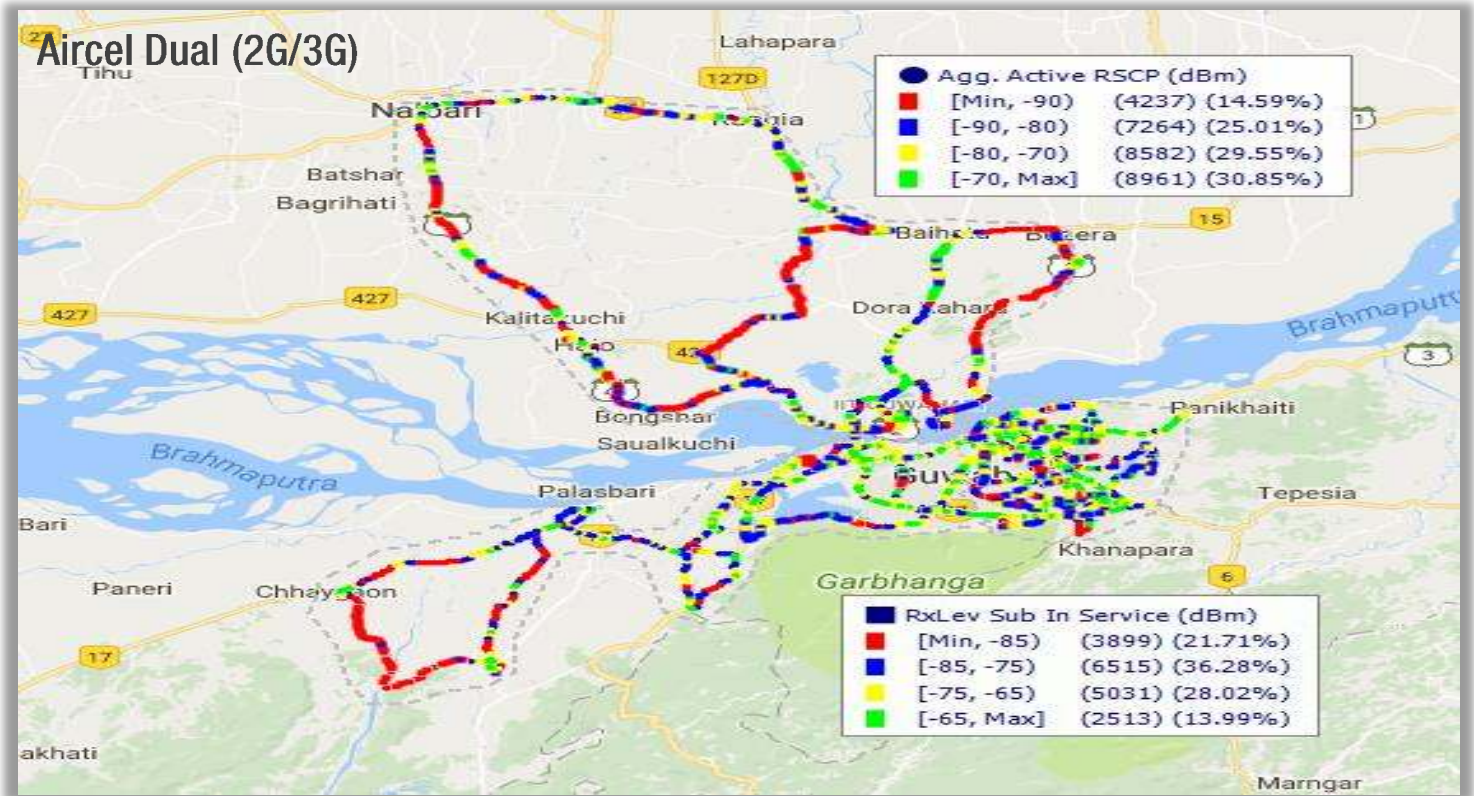 Aircel Dual (2G/3G)
Tihu
Lahapara
127D
Agg. Active RSCP (dBm)
[Min, -90) (4237) (14.59%)
[-90, -80) (7264) (25.01%)
[-80, -70) (8582) (29.55%)
[-70, Max] (8961) (30.85%)
Batshar
Bagrihati
15
427
427
Kalita
Dora
Brahmaputr
3
Bongshar
Saualkuchi
Panikhaiti
Brahmaputra
Palasbari
Tepesia
Bari
Khanapara
Paneri
Garbhanga
6
17
RxLev Sub In Service (dBm)
[Min, -85) (3899) (21.71%)
[-85, -75) (6515) (36.28%)
[-75, -65) (5031) (28.02%)
[-65, Max] (2513) (13.99%)
akhati
Marngar